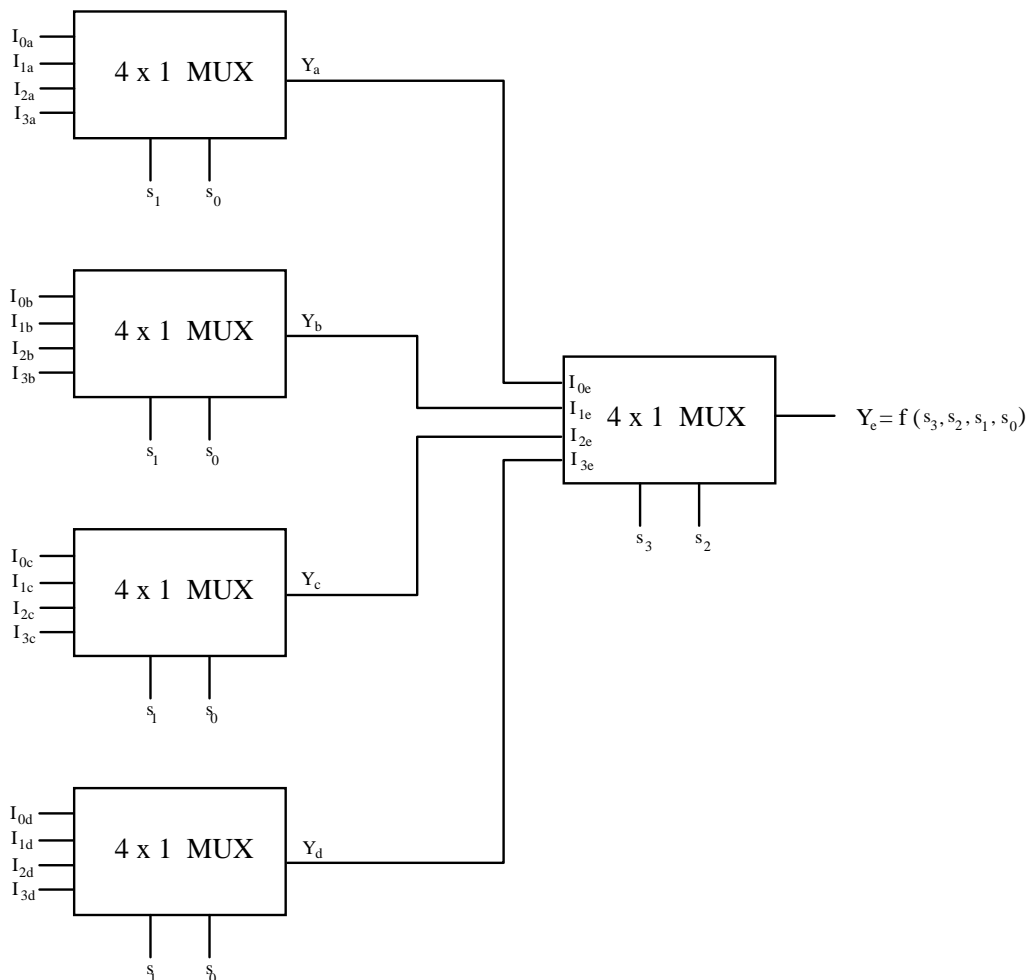 I0a
I1a
I2a
I3a
4 x 1 MUX
Ya
s1
s0
I0b
I1b
I2b
I3b
4 x 1 MUX
Yb
s1
s0
I0e
I1e
I2e
I3e
4 x 1 MUX
Ye = f ( s3, s2, s1, s0)
s3
s2
I0c
I1c
I2c
I3c
4 x 1 MUX
Yc
s1
s0
I0d
I1d
I2d
I3d
4 x 1 MUX
Yd
s1
s0